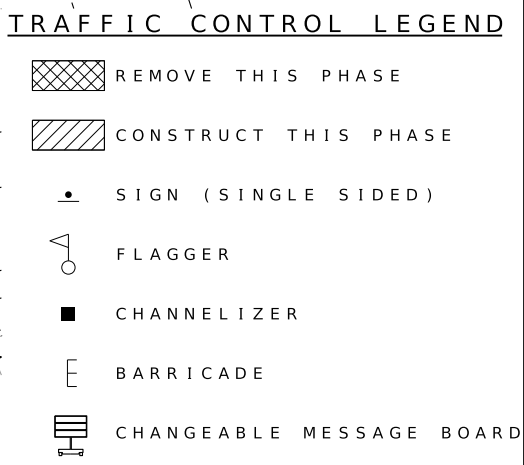 TRAFFIC CONTROL LEGEND
REMOVE THIS PHASE
CONSTRUCT THIS PHASE
SIGN (SINGLE SIDED)
FLAGGER
CHANNELIZER
BARRICADE
CHANGEABLE MESSAGE BOARD